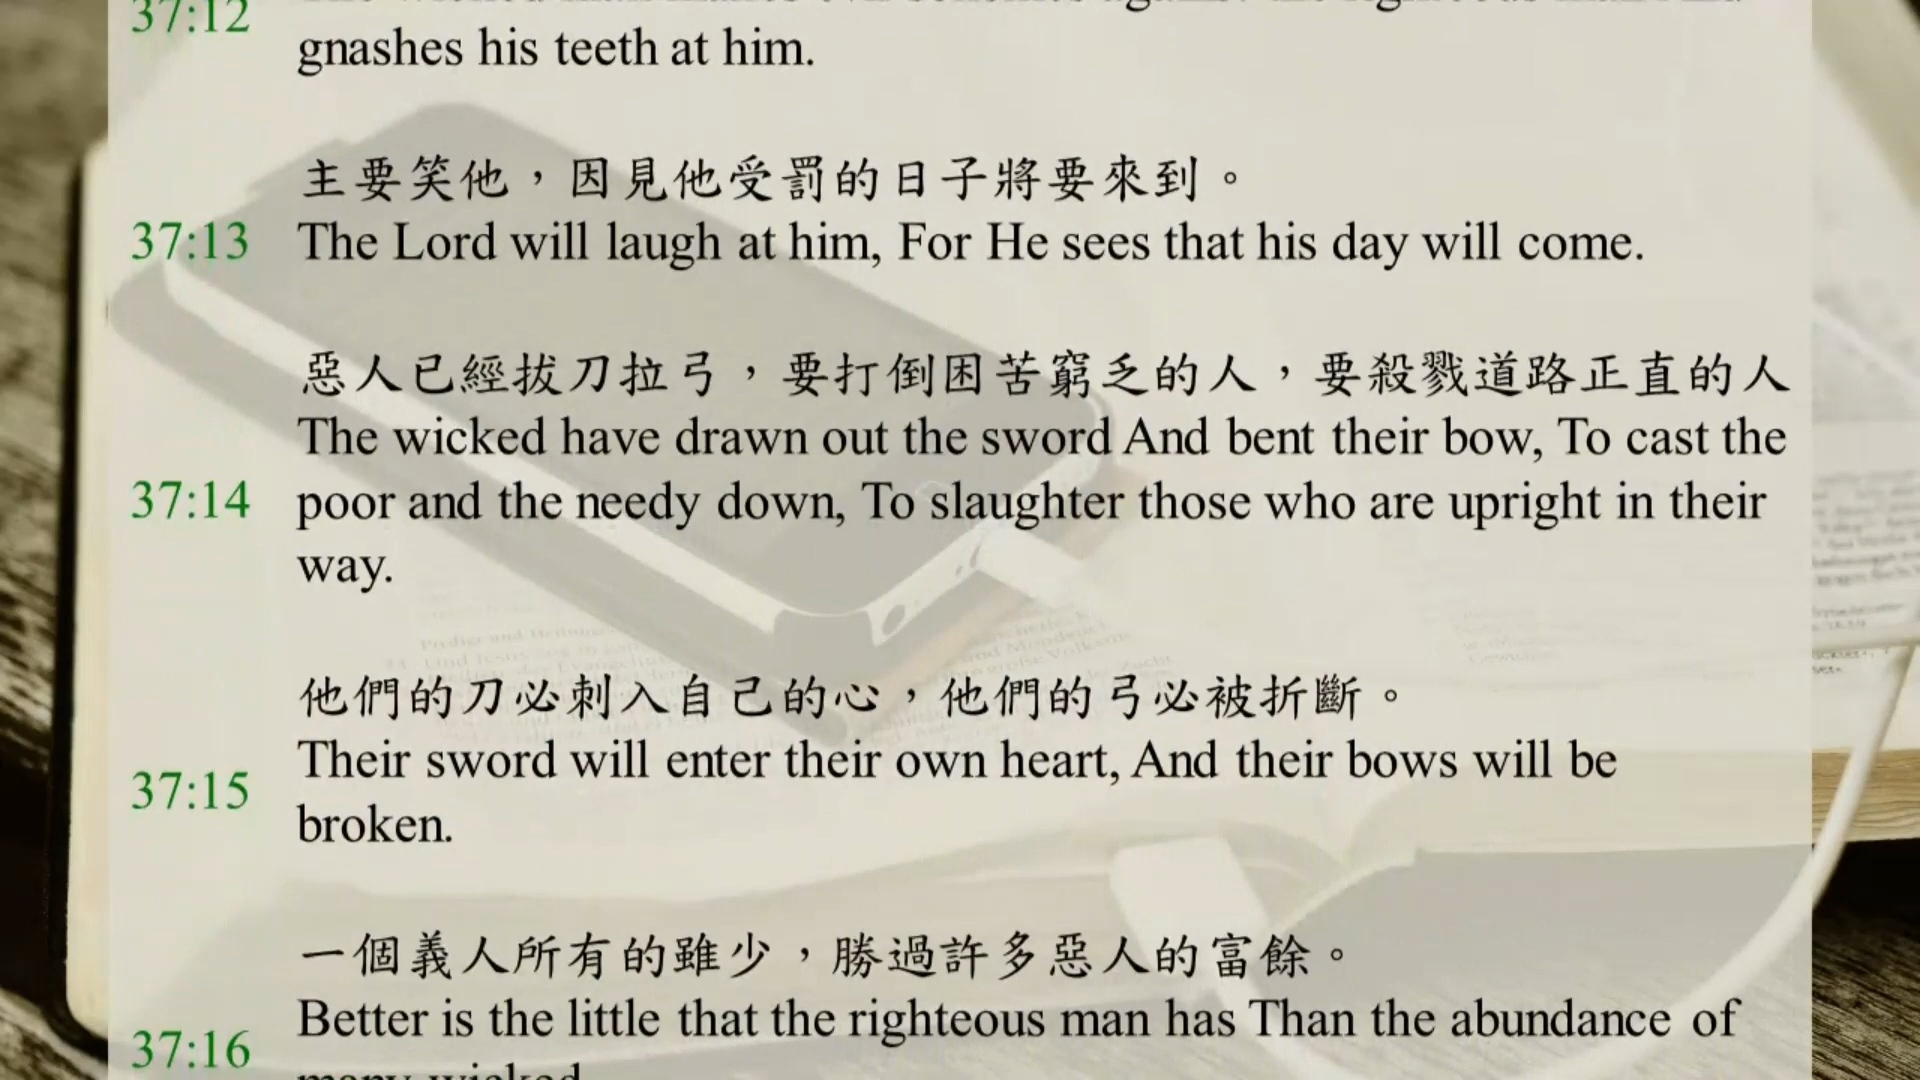 37:12
gnashes his teeth at him.
主要笑他，因見他受罰的日子將要來到。
37:13 The Lord will laugh at him, For He sees that his day will come.
惡人已經拔刀拉弓，要打倒困苦窮乏的人，要殺戮道路正直的人
The wicked have drawn out the sword And bent their bow, To cast the
37:14 poor and the needy down, To slaughter those who are upright in their
way.
他們的刀必刺入自己的心，他們的弓必被折斷。
Their sword will enter their own heart, And their bows will be
37:15
broken.
一個義人所有的雖少，勝過許多惡人的富餘。
Better is the little that the righteous man has Than the abundance of
37:16
many wicked